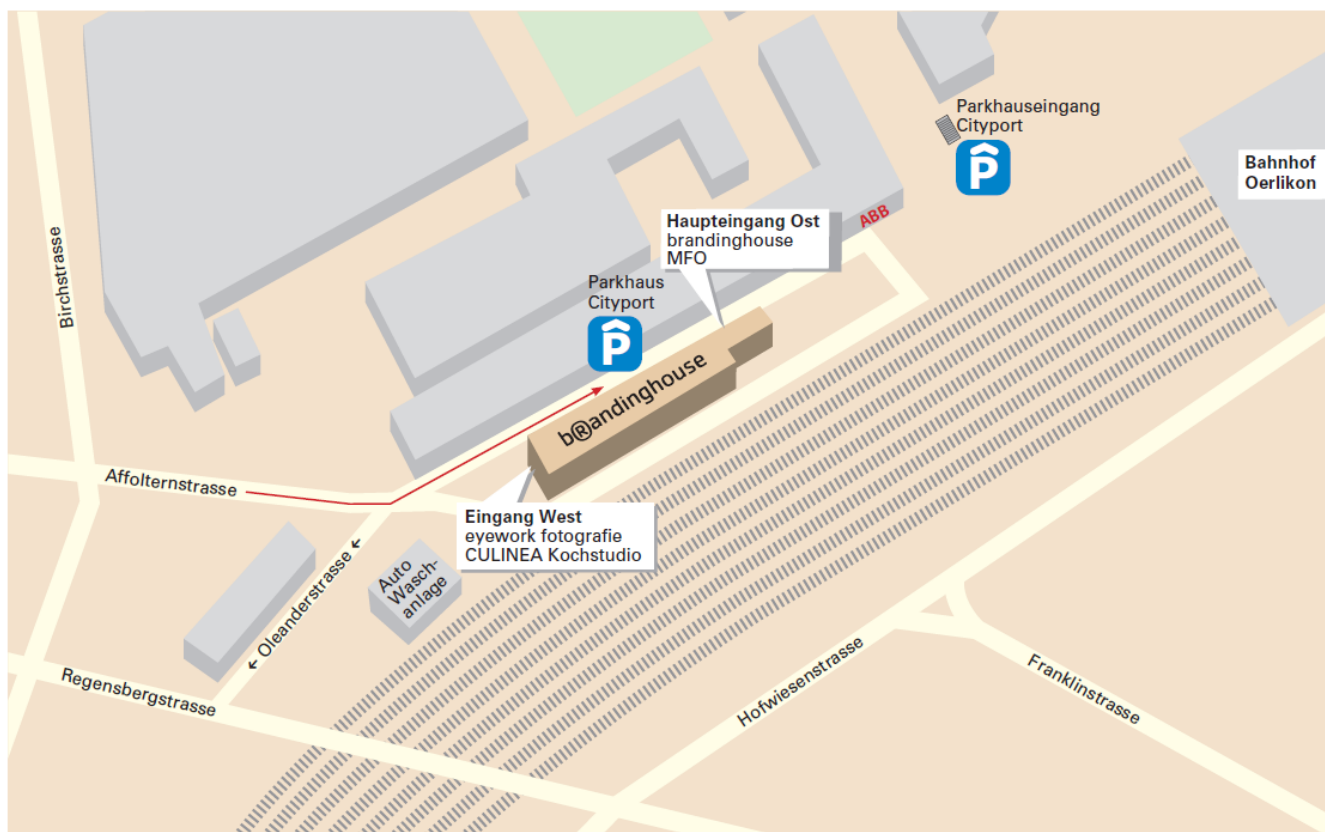 Parkhauseingang
Cityport
P
Bahnhof
Oerlikon
Haupteingang Ost
brandinghouse
MFO
ABB
Parkhaus
Cityport
P
Birchstrasse
b®andinghouse
Affolternstrasse
Eingang West
eyework fotografie
CULINEA Kochstudio
Auto
Wasch-
anlage
← Oleanderstrasse ←
Regensbergstrasse
Hofwiesenstrasse
Franklinstrasse